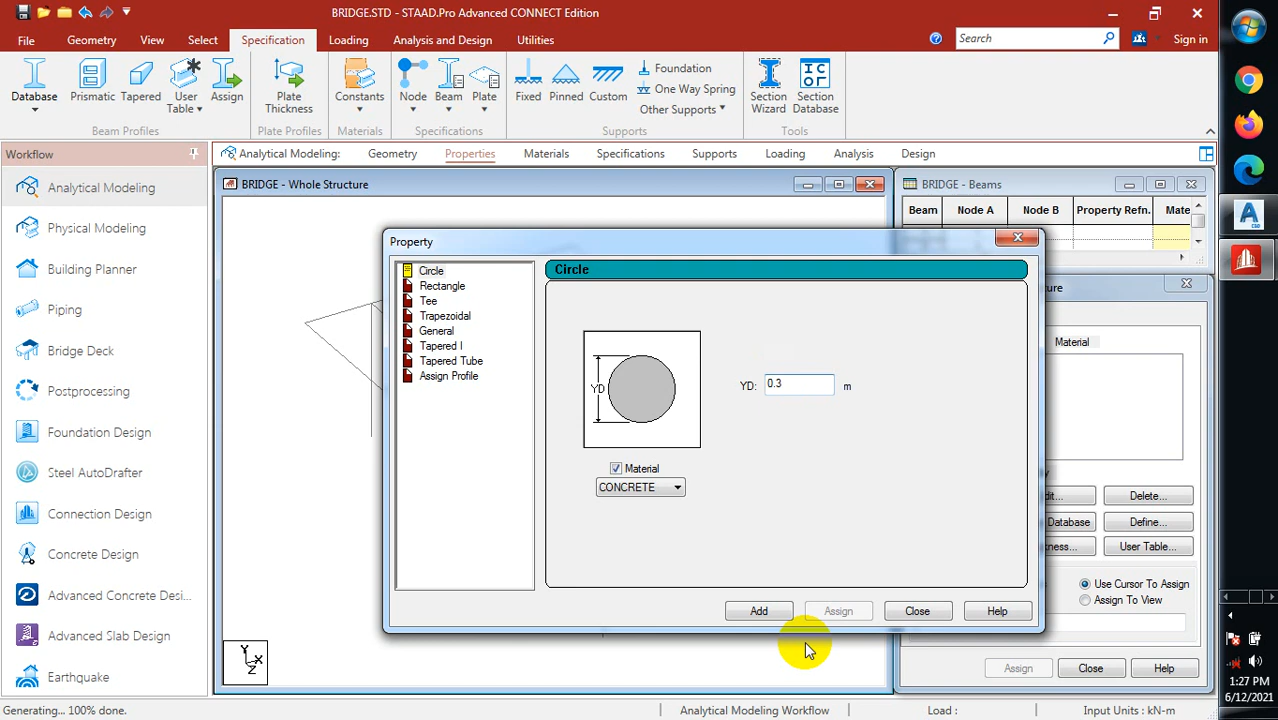 BRIDGE.STD - STAAD.Pro Advanced CONNECT Edition
File
Geometry
View
Select
Specification
Loading
Analysis and Design
Utilities
Search
Sign in
Database
Prismatic
Tapered
User Table
Assign
Plate Thickness
Constants
Node
Beam
Plate
Fixed
Pinned
Custom
Foundation
One Way Spring
Other Supports
Section Wizard
Section Database
Beam Profiles
Plate Profiles
Materials
Specifications
Supports
Tools
Workflow
Analytical Modeling:
Geometry
Properties
Materials
Specifications
Supports
Loading
Analysis
Design
Analytical Modeling
Physical Modeling
Building Planner
Piping
Bridge Deck
Postprocessing
Foundation Design
Steel AutoDrafter
Connection Design
Concrete Design
Advanced Concrete Desi...
Advanced Slab Design
Earthquake
BRIDGE - Whole Structure
BRIDGE - Beams
Beam
Node A
Node B
Property Refn.
Mate
Property
Circle
Rectangle
Tee
Trapezoidal
General
Tapered I
Tapered Tube
Assign Profile
Circle
YD
YD:
0.3
m
Material
CONCRETE
Add
Assign
Close
Help
ure
Material
y
it...
Delete...
Database
Define...
ness...
User Table...
Use Cursor To Assign
Assign To View
Assign
Close
Help
Y
X
Z
Generating... 100% done.
Analytical Modeling Workflow
Load :
Input Units : kN-m
1:27 PM
6/12/2021